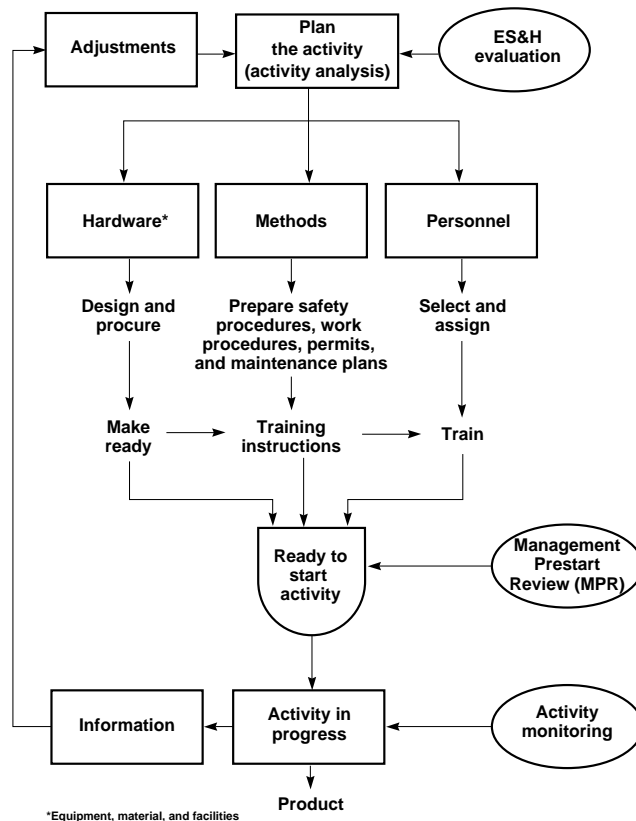 Adjustments
Plan
the activity
(activity analysis)
ES&H
evaluation
Hardware*
Methods
Personnel
Design and
procure
Prepare safety
procedures, work
procedures, permits,
and maintenance plans
Select and
assign
Make
ready
Training
instructions
Train
Ready to
start
activity
Management
Prestart
Review (MPR)
Information
Activity in
progress
Activity
monitoring
Product
*Equipment, material, and facilities